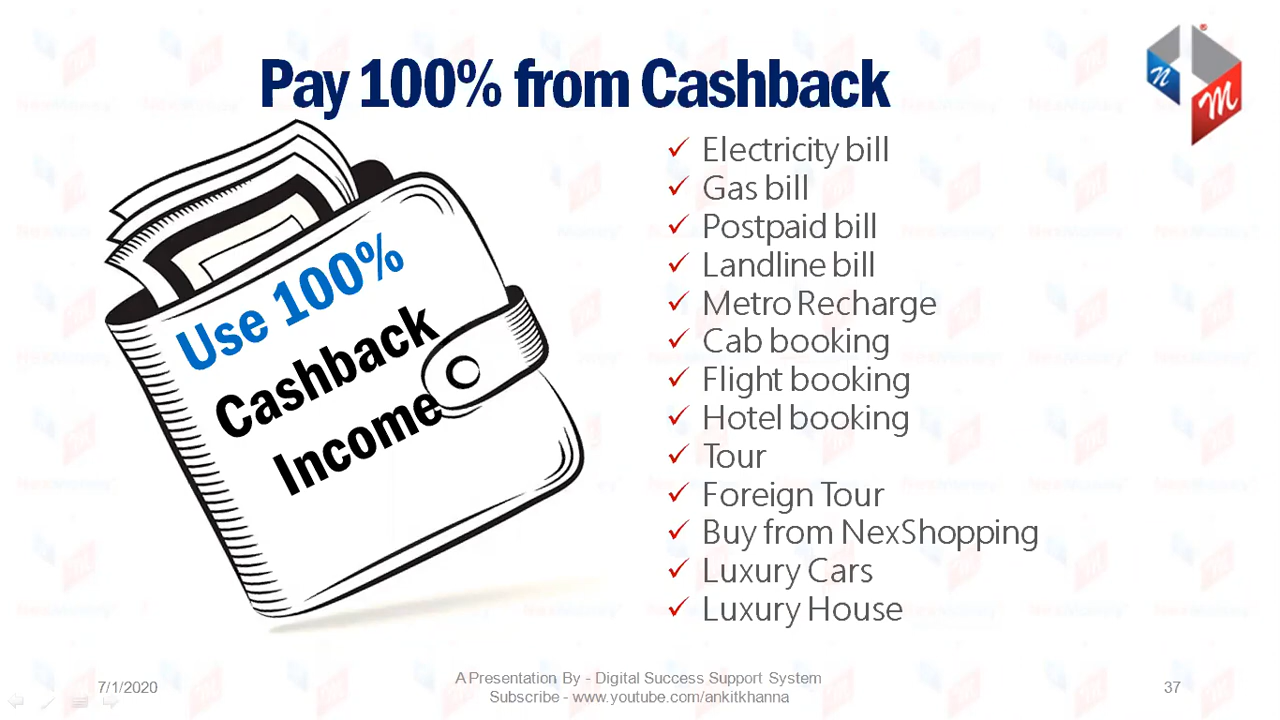 Pay 100% from Cashback
n
M
Use 100%
Cashback
Income
Electricity bill
Gas bill
Postpaid bill
Landline bill
Metro Recharge
Cab booking
Flight booking
Hotel booking
Tour
Foreign Tour
Buy from NexShopping
Luxury Cars
Luxury House
7/1/2020
A Presentation By - Digital Success Support System
Subscribe - www.youtube.com/ankitkhanna
37